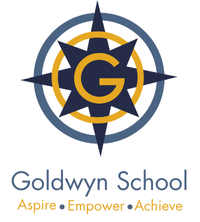 G
Goldwyn School
Aspire • Empower • Achieve